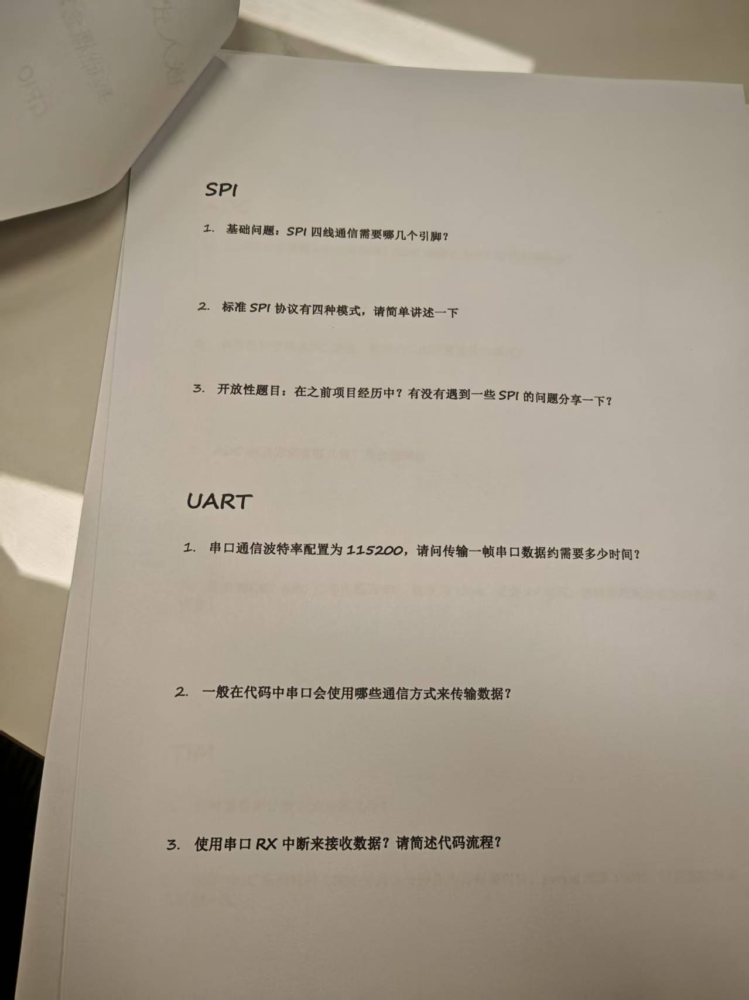 GPIO
SPI
1. 基础问题：SPI 四线通信需要哪几个引脚？
2. 标准 SPI 协议有四种模式，请简单讲述一下
3. 开放性题目：在之前项目经历中？有没有遇到一些 SPI 的问题分享一下？
UART
1. 串口通信波特率配置为 115200，请问传输一帧串口数据约需要多少时间？
2. 一般在代码中串口会使用哪些通信方式来传输数据？
3. 使用串口 RX 中断来接收数据？请简述代码流程？